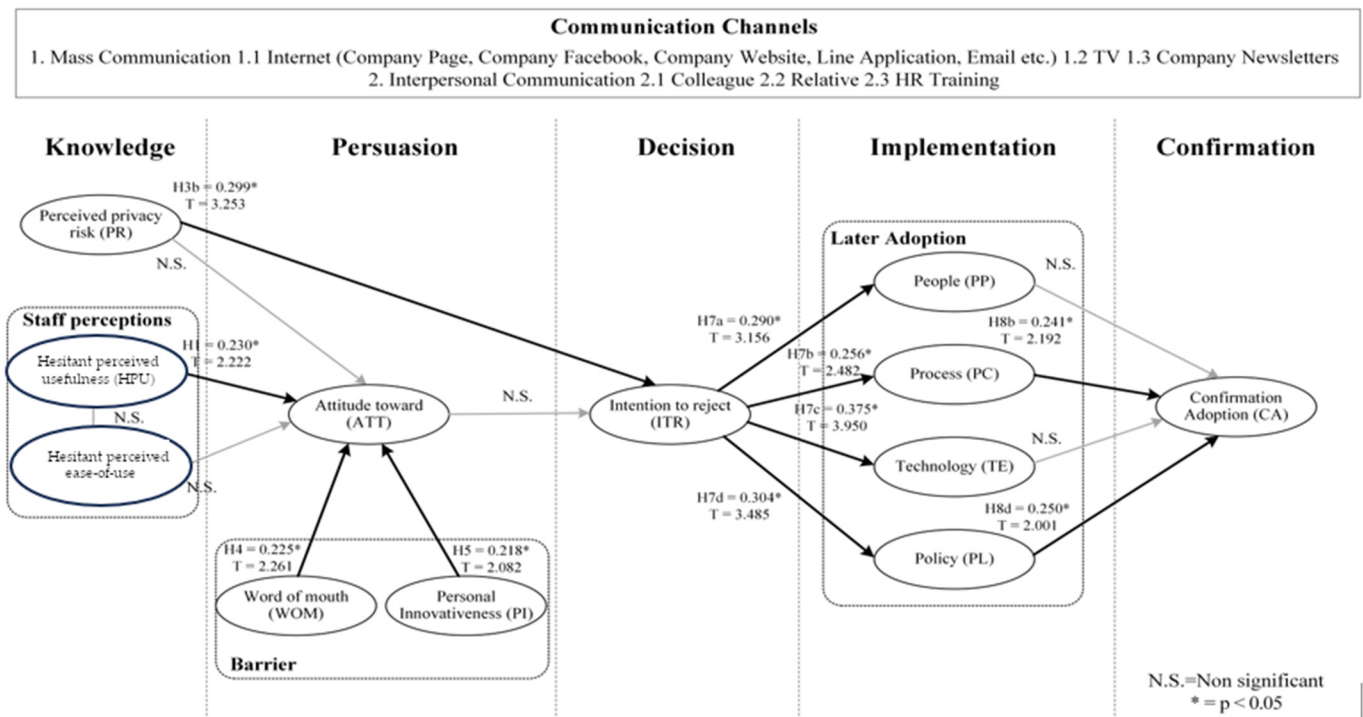 Communication Channels
1. Mass Communication 1.1 Internet (Company Page, Company Facebook, Company Website, Line Application, Email etc.) 1.2 TV 1.3 Company Newsletters
2. Interpersonal Communication 2.1 Colleague 2.2 Relative 2.3 HR Training
Knowledge
Persuasion
Decision
Implementation
Confirmation
H3b = 0.299*
T = 3.253
Perceived privacy
risk (PR)
N.S.
Staff perceptions
Hesitant perceived
usefulness (HPU)
H1 = 0.230*
T = 2.222
N.S.
Hesitant perceived
ease-of-use
N.S.
Attitude toward
(ATT)
N.S.
H4 = 0.225*
T = 2.261
H5 = 0.218*
T = 2.082
Word of mouth
(WOM)
Personal
Innovativeness (PI)
Barrier
Intention to reject
(ITR)
H7a = 0.290*
T = 3.156
H7b = 0.256*
T = 2.482
H7c = 0.375*
T = 3.950
H7d = 0.304*
T = 3.485
Later Adoption
People (PP)
N.S.
H8b = 0.241*
T = 2.192
Process (PC)
N.S.
Technology (TE)
H8d = 0.250*
T = 2.001
Policy (PL)
Confirmation
Adoption (CA)
N.S.=Non significant
* = p < 0.05